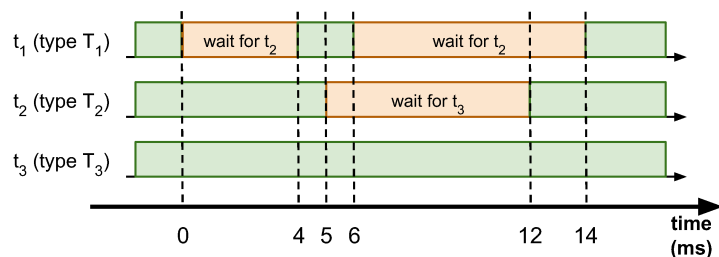 t₁ (type T₁) wait for t₂ wait for t₂
t₂ (type T₂) wait for t₃
t₃ (type T₃)
0 4 5 6 12 14
time
(ms)